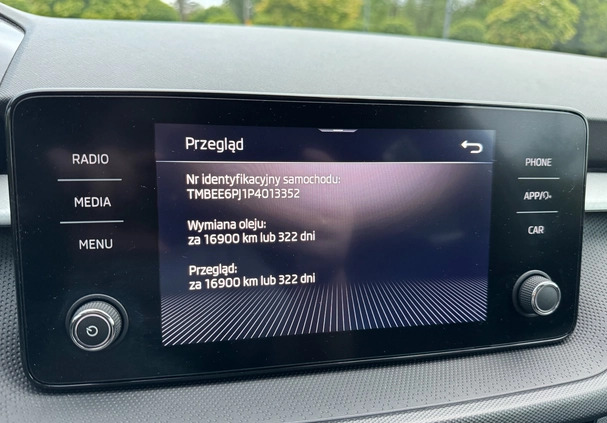 Przegląd
RADIO
MEDIA
MENU
Nr identyfikacyjny samochodu:
TMBEE6PJ1P4013352
Wymiana oleju:
za 16900 km lub 322 dni
Przegląd:
za 16900 km lub 322 dni
PHONE
APP/
CAR